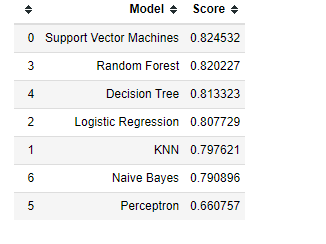 Model Score
0 Support Vector Machines 0.824532
3 Random Forest 0.820227
4 Decision Tree 0.813323
2 Logistic Regression 0.807729
1 KNN 0.797621
6 Naive Bayes 0.790896
5 Perceptron 0.660757